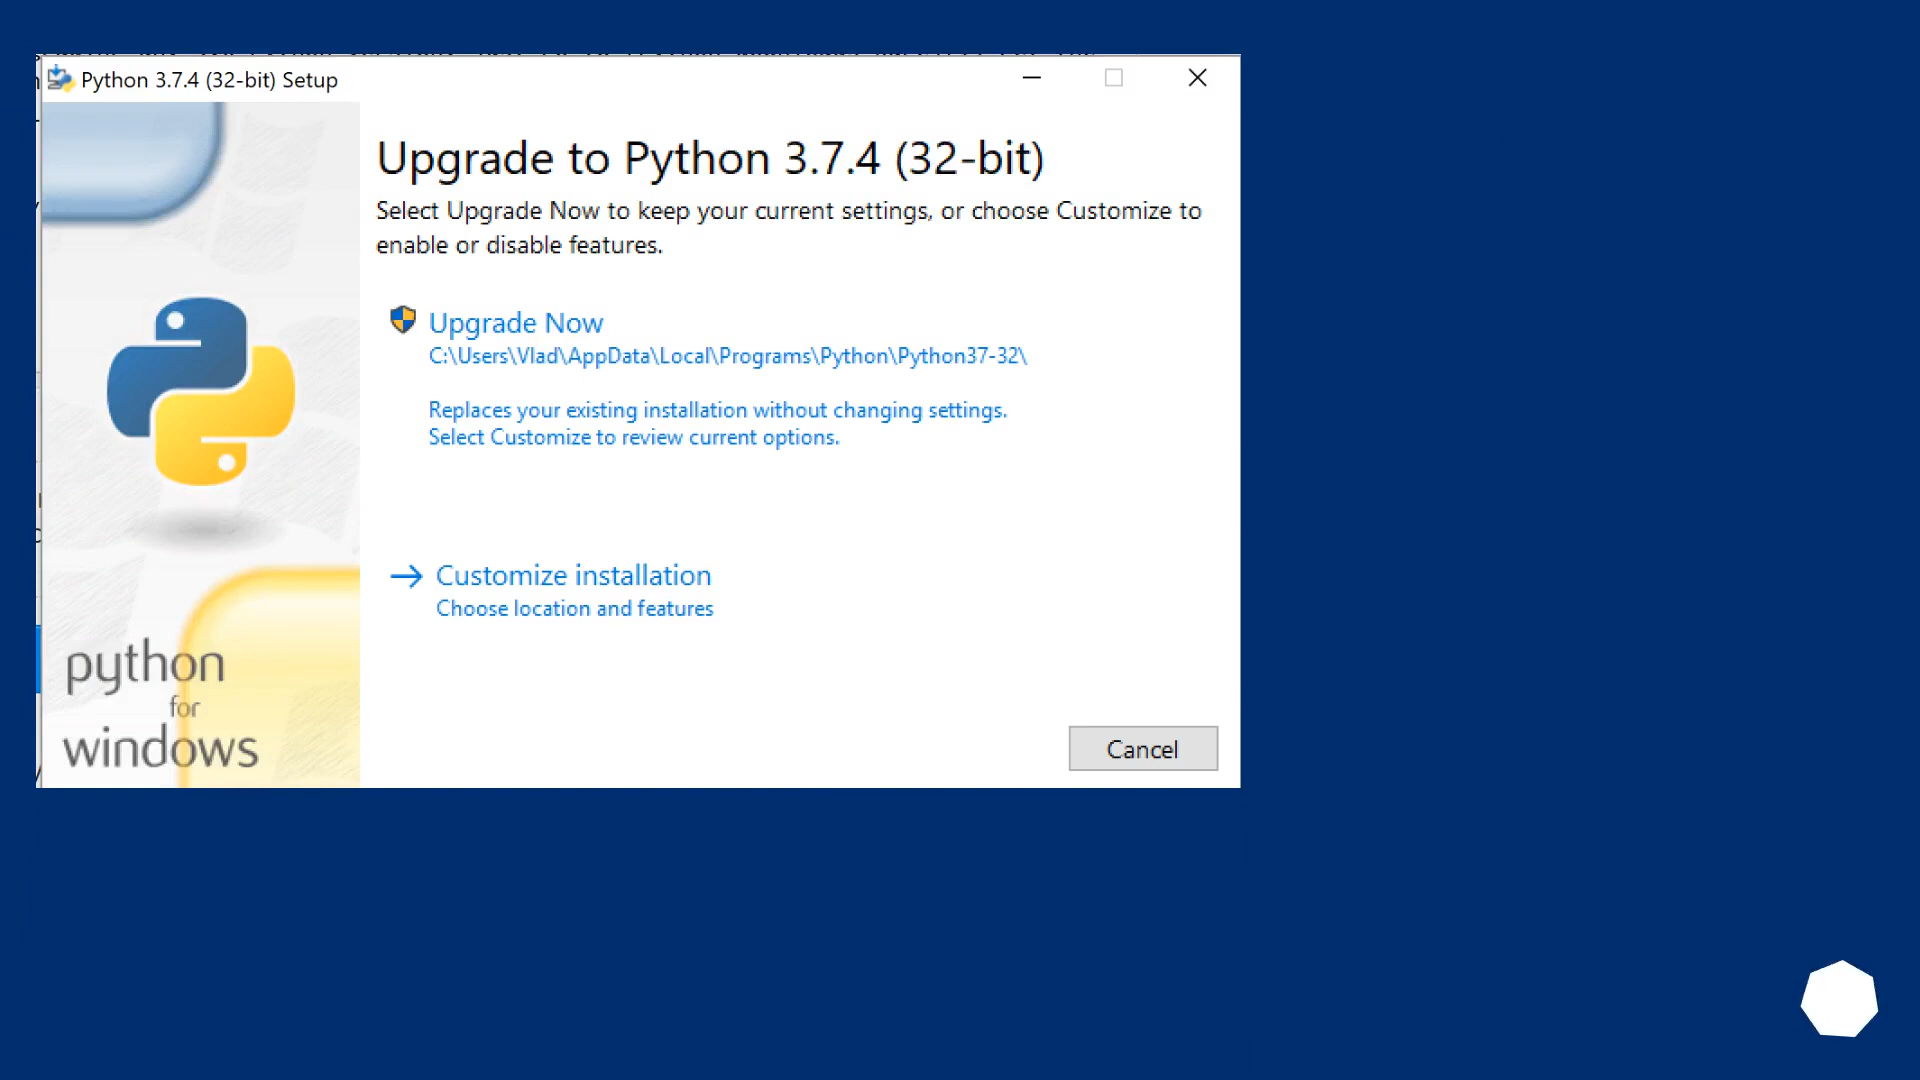 Python 3.7.4 (32-bit) Setup
Upgrade to Python 3.7.4 (32-bit)
Select Upgrade Now to keep your current settings, or choose Customize to
enable or disable features.
Upgrade Now
C:\Users\Vlad\AppData\Local\Programs\Python\Python37-32\
Replaces your existing installation without changing settings.
Select Customize to review current options.
Customize installation
Choose location and features
python
for
windows
Cancel